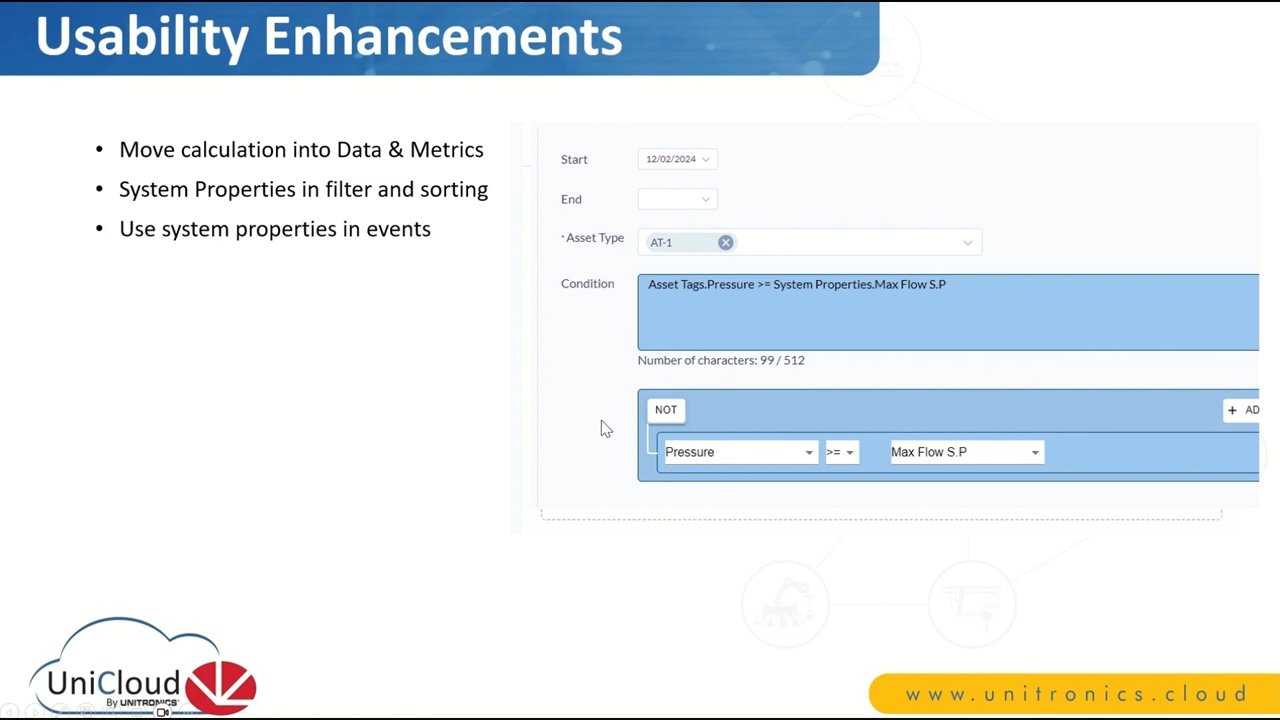 Usability Enhancements
• Move calculation into Data & Metrics
• System Properties in filter and sorting
• Use system properties in events
Start
12/02/2024
End
*Asset Type
AT-1
Condition
Asset Tags.Pressure >= System Properties.Max Flow S.P
Number of characters: 99 / 512
NOT
+ AD
Pressure
>=
Max Flow S.P
UniCloud
By UNITRONICS
www.unitronics.cloud